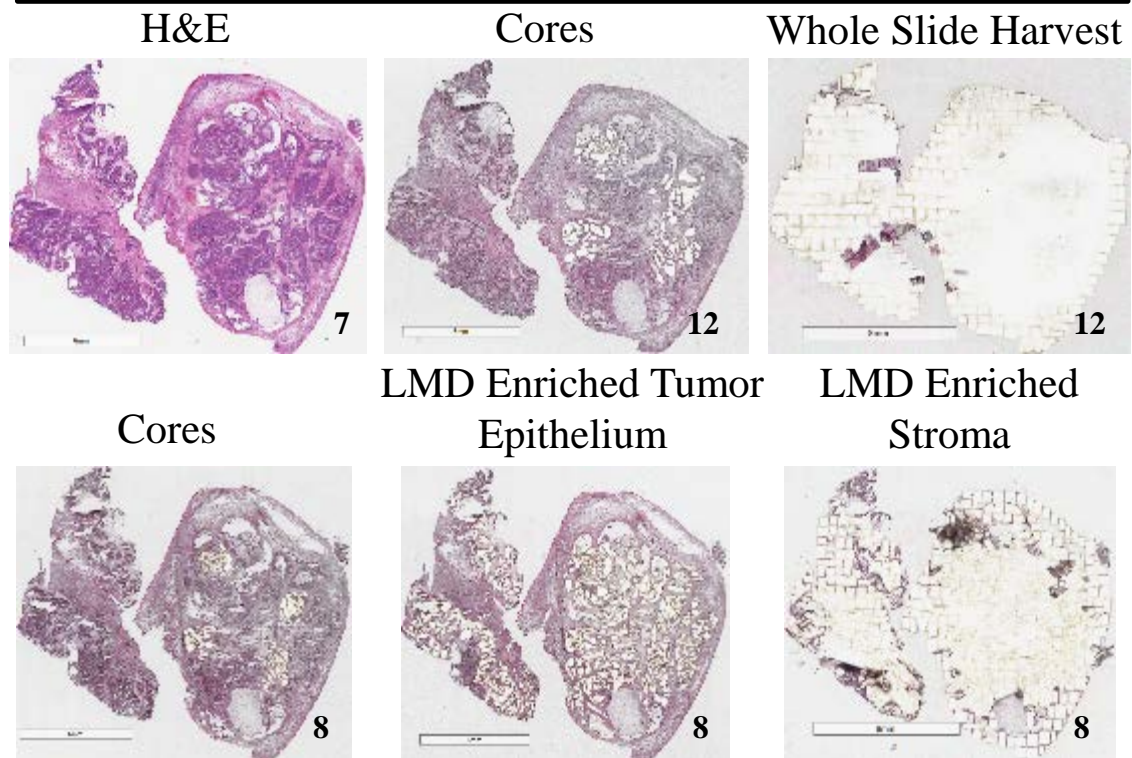 H&E
Cores
Whole Slide Harvest
7
12
12
Cores
LMD Enriched Tumor
Epithelium
LMD Enriched
Stroma
8
8
8